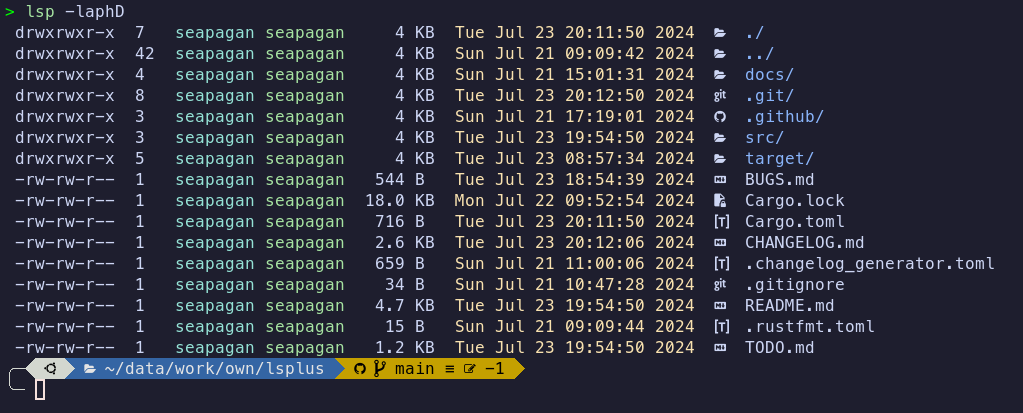 > lsp -laphD
drwxrwxr-x 7 seapagan seapagan 4 KB Tue Jul 23 20:11:50 2024 ./
drwxrwxr-x 42 seapagan seapagan 4 KB Sun Jul 21 09:09:42 2024 ../
drwxrwxr-x 4 seapagan seapagan 4 KB Sun Jul 21 15:01:31 2024 docs/
drwxrwxr-x 8 seapagan seapagan 4 KB Tue Jul 23 20:12:50 2024 git .git/
drwxrwxr-x 3 seapagan seapagan 4 KB Sun Jul 21 17:19:01 2024 .github/
drwxrwxr-x 3 seapagan seapagan 4 KB Tue Jul 23 19:54:50 2024 src/
drwxrwxr-x 5 seapagan seapagan 4 KB Tue Jul 23 08:57:34 2024 target/
-rw-rw-r-- 1 seapagan seapagan 544 B Tue Jul 23 18:54:39 2024 BUGS.md
-rw-rw-r-- 1 seapagan seapagan 18.0 KB Mon Jul 22 09:52:54 2024 Cargo.lock
-rw-rw-r-- 1 seapagan seapagan 716 B Tue Jul 23 20:11:50 2024 [T] Cargo.toml
-rw-rw-r-- 1 seapagan seapagan 2.6 KB Tue Jul 23 20:12:06 2024 CHANGELOG.md
-rw-rw-r-- 1 seapagan seapagan 659 B Sun Jul 21 11:00:06 2024 [T] .changelog_generator.toml
-rw-rw-r-- 1 seapagan seapagan 34 B Sun Jul 21 10:47:28 2024 git .gitignore
-rw-rw-r-- 1 seapagan seapagan 4.7 KB Tue Jul 23 19:54:50 2024 README.md
-rw-rw-r-- 1 seapagan seapagan 15 B Sun Jul 21 09:09:44 2024 [T] .rustfmt.toml
-rw-rw-r-- 1 seapagan seapagan 1.2 KB Tue Jul 23 19:54:50 2024 TODO.md
~/data/work/own/lsplus main ≡ ~1